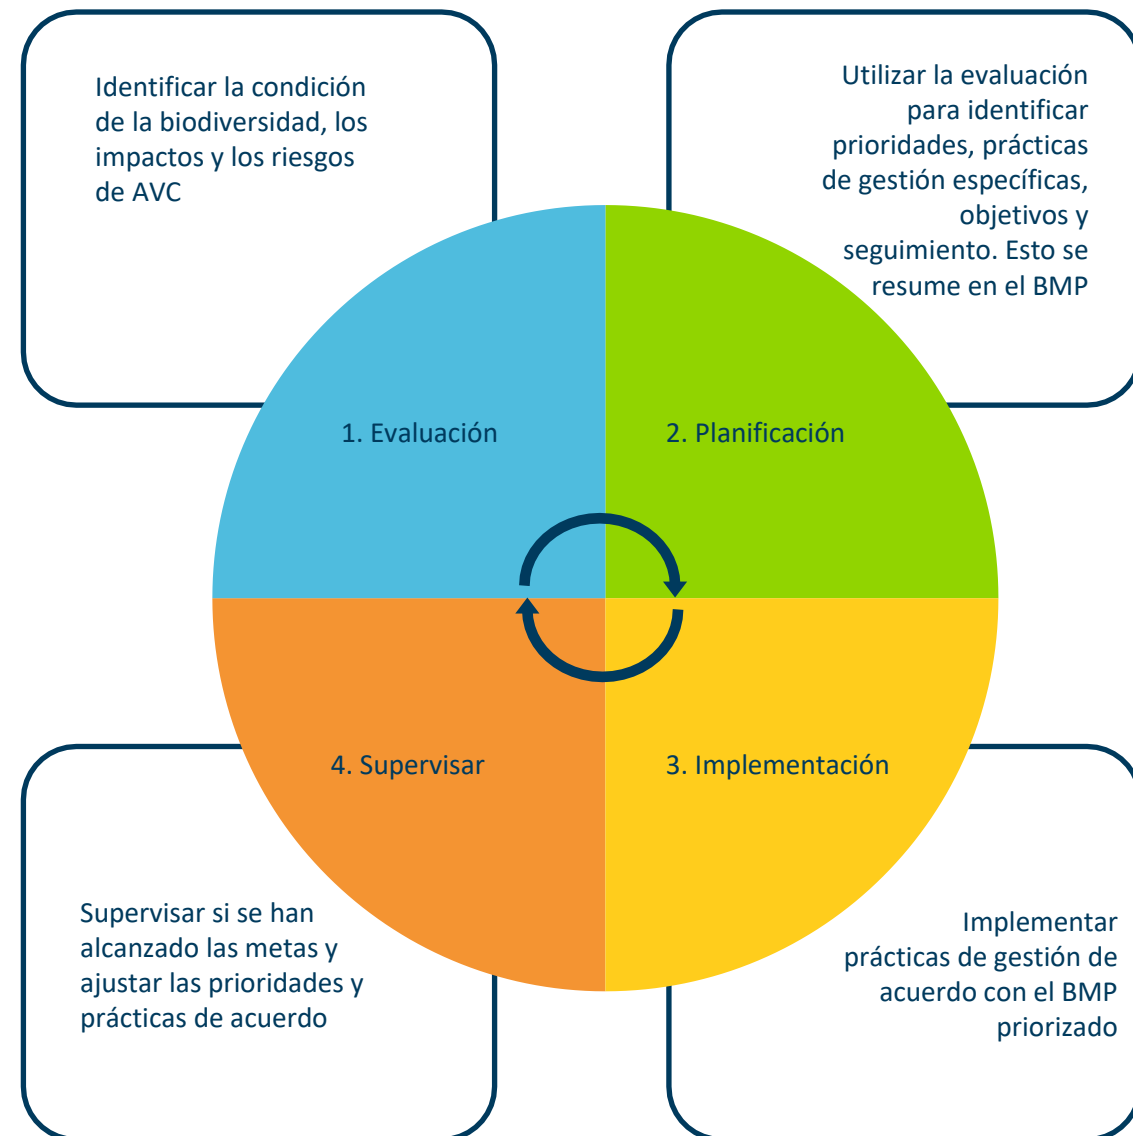 Identificar la condición
de la biodiversidad, los
impactos y los riesgos
de AVC
Utilizar la evaluación
para identificar
prioridades, prácticas
de gestión específicas,
objetivos y
seguimiento. Esto se
resume en el BMP
1. Evaluación
2. Planificación
4. Supervisar
3. Implementación
Supervisar si se han
alcanzado las metas y
ajustar las prioridades y
prácticas de acuerdo
Implementar
prácticas de gestión de
acuerdo con el BMP
priorizado